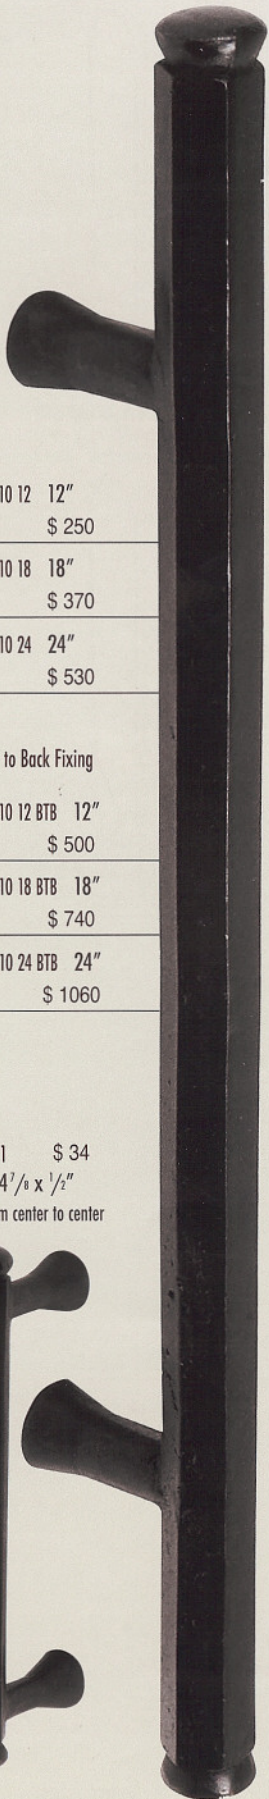 10 12 12"
$ 250
10 18 18"
$ 370
10 24 24"
$ 530
to Back Fixing
10 12 BTB 12"
$ 500
10 18 BTB 18"
$ 740
10 24 BTB 24"
$ 1060
1 $ 34
4⁷/₈ x ¹/₂"
m center to center